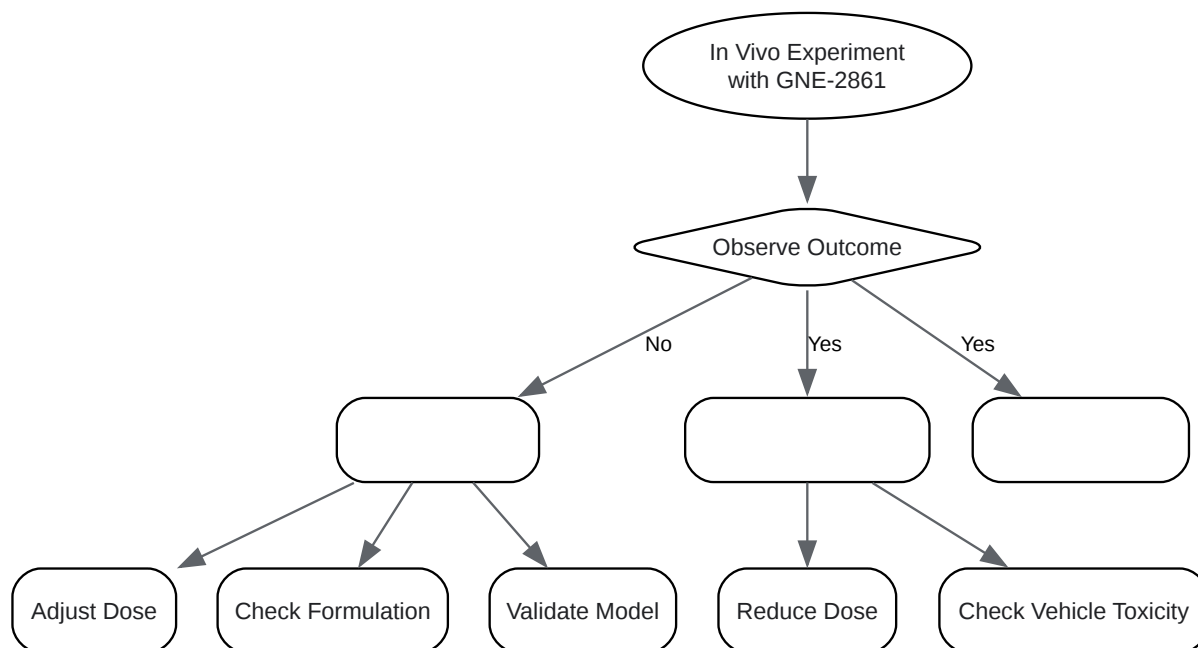 In Vivo Experiment
with GNE-2861
Observe Outcome
No
Yes
Yes
Adjust Dose
Check Formulation
Validate Model
Reduce Dose
Check Vehicle Toxicity